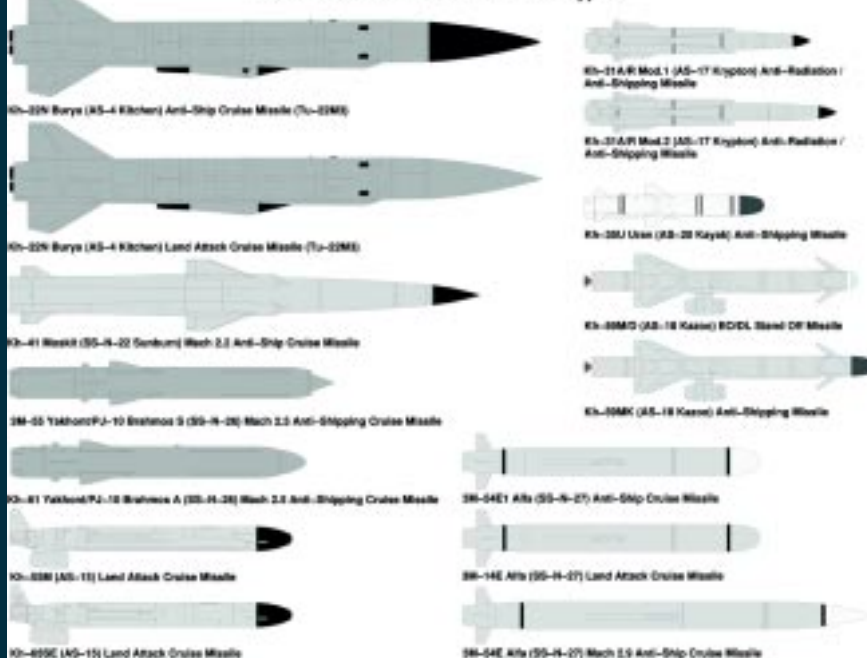 Kh-22N Burya (AS-4 Kitchen) Anti-Ship Cruise Missile (Tu-22M3)
Kh-22N Burya (AS-4 Kitchen) Land Attack Cruise Missile (Tu-22M3)
Kh-41 Moskit (SS-N-22 Sunburn) Mach 2.2 Anti-Ship Cruise Missile
3M-55 Yakhont/PJ-10 Brahmos S (SS-N-26) Mach 2.5 Anti-Shipping Cruise Missile
Kh-61 Yakhont/PJ-10 Brahmos A (SS-N-26) Mach 2.5 Anti-Shipping Cruise Missile
Kh-55M (AS-15) Land Attack Cruise Missile
Kh-65SE (AS-15) Land Attack Cruise Missile
Kh-31A/R Mod.1 (AS-17 Krypton) Anti-Radiation /
Anti-Shipping Missile
Kh-31A/R Mod.2 (AS-17 Krypton) Anti-Radiation /
Anti-Shipping Missile
Kh-35U Uran (AS-20 Kayak) Anti-Shipping Missile
Kh-59M/D (AS-18 Kazoo) EO/DL Stand Off Missile
Kh-59MK (AS-18 Kazoo) Anti-Shipping Missile
3M-54E1 Alfa (SS-N-27) Anti-Ship Cruise Missile
3M-14E Alfa (SS-N-27) Land Attack Cruise Missile
3M-54E Alfa (SS-N-27) Mach 2.9 Anti-Ship Cruise Missile